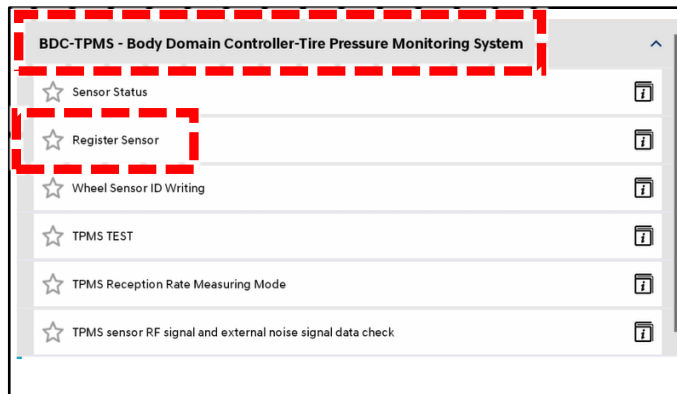 BDC-TPMS - Body Domain Controller-Tire Pressure Monitoring System
Sensor Status
Register Sensor
Wheel Sensor ID Writing
TPMS TEST
TPMS Reception Rate Measuring Mode
TPMS sensor RF signal and external noise signal data check